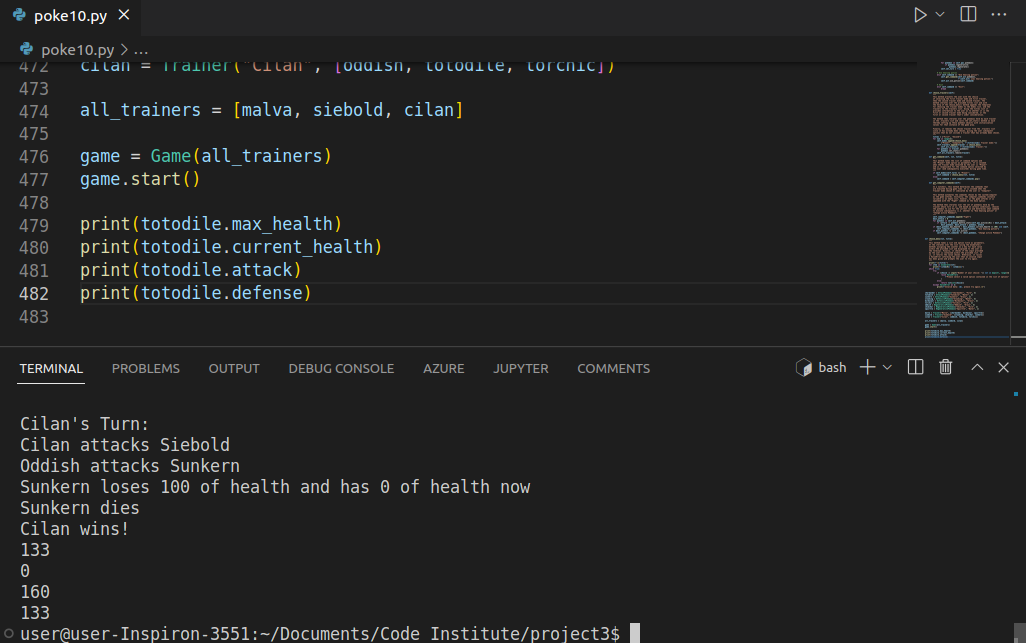 poke10.py
poke10.py > ...
472 cilan = Trainer("Cilan", [oddish, totodile, torchic])
473
474 all_trainers = [malva, siebold, cilan]
475
476 game = Game(all_trainers)
477 game.start()
478
479 print(totodile.max_health)
480 print(totodile.current_health)
481 print(totodile.attack)
482 print(totodile.defense)
483
TERMINAL PROBLEMS OUTPUT DEBUG CONSOLE AZURE JUPYTER COMMENTS bash
Cilan's Turn:
Cilan attacks Siebold
Oddish attacks Sunkern
Sunkern loses 100 of health and has 0 of health now
Sunkern dies
Cilan wins!
133
0
160
133
user@user-Inspiron-3551:~/Documents/Code Institute/project3$